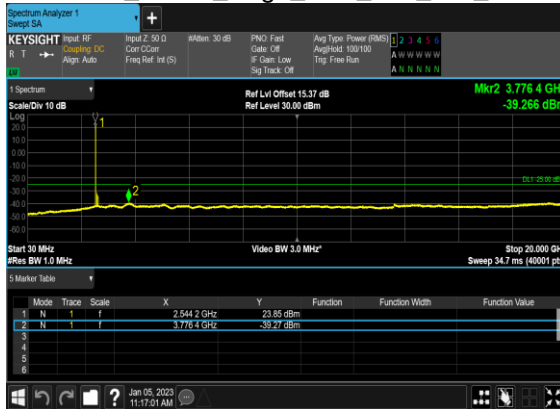 Spectrum Analyzer 1
Swept SA
+
KEYSIGHT Input: RF Input Z: 50 Ω #Atten: 30 dB PNO: Fast Avg Type: Power (RMS) 1 2 3 4 5 6
R T Coupling: DC Corr CCorr Gate: Off Avg|Hold: 100/100 A W W W W W
Align: Auto Freq Ref: Int (S) IF Gain: Low Trig: Free Run
LXI Sig Track: Off A N N N N N
1 Spectrum Ref Lvl Offset 15.37 dB Mkr2 3.776 4 GHz
Scale/Div 10 dB Ref Level 30.00 dBm -39.266 dBm
Log
20.0
1
10.0
0.00
-10.0
-20.0
DL1 -25.00 dB
-30.0
2
-40.0
-50.0
-60.0
Start 30 MHz Video BW 3.0 MHz* Stop 20.000 GH
#Res BW 1.0 MHz Sweep 34.7 ms (40001 pts
5 Marker Table
Mode Trace Scale X Y Function Function Width Function Value
1 N 1 f 2.544 2 GHz 23.85 dBm
2 N 1 f 3.776 4 GHz -39.27 dBm
3
4
5
6
? Jan 05, 2023
11:17:01 AM